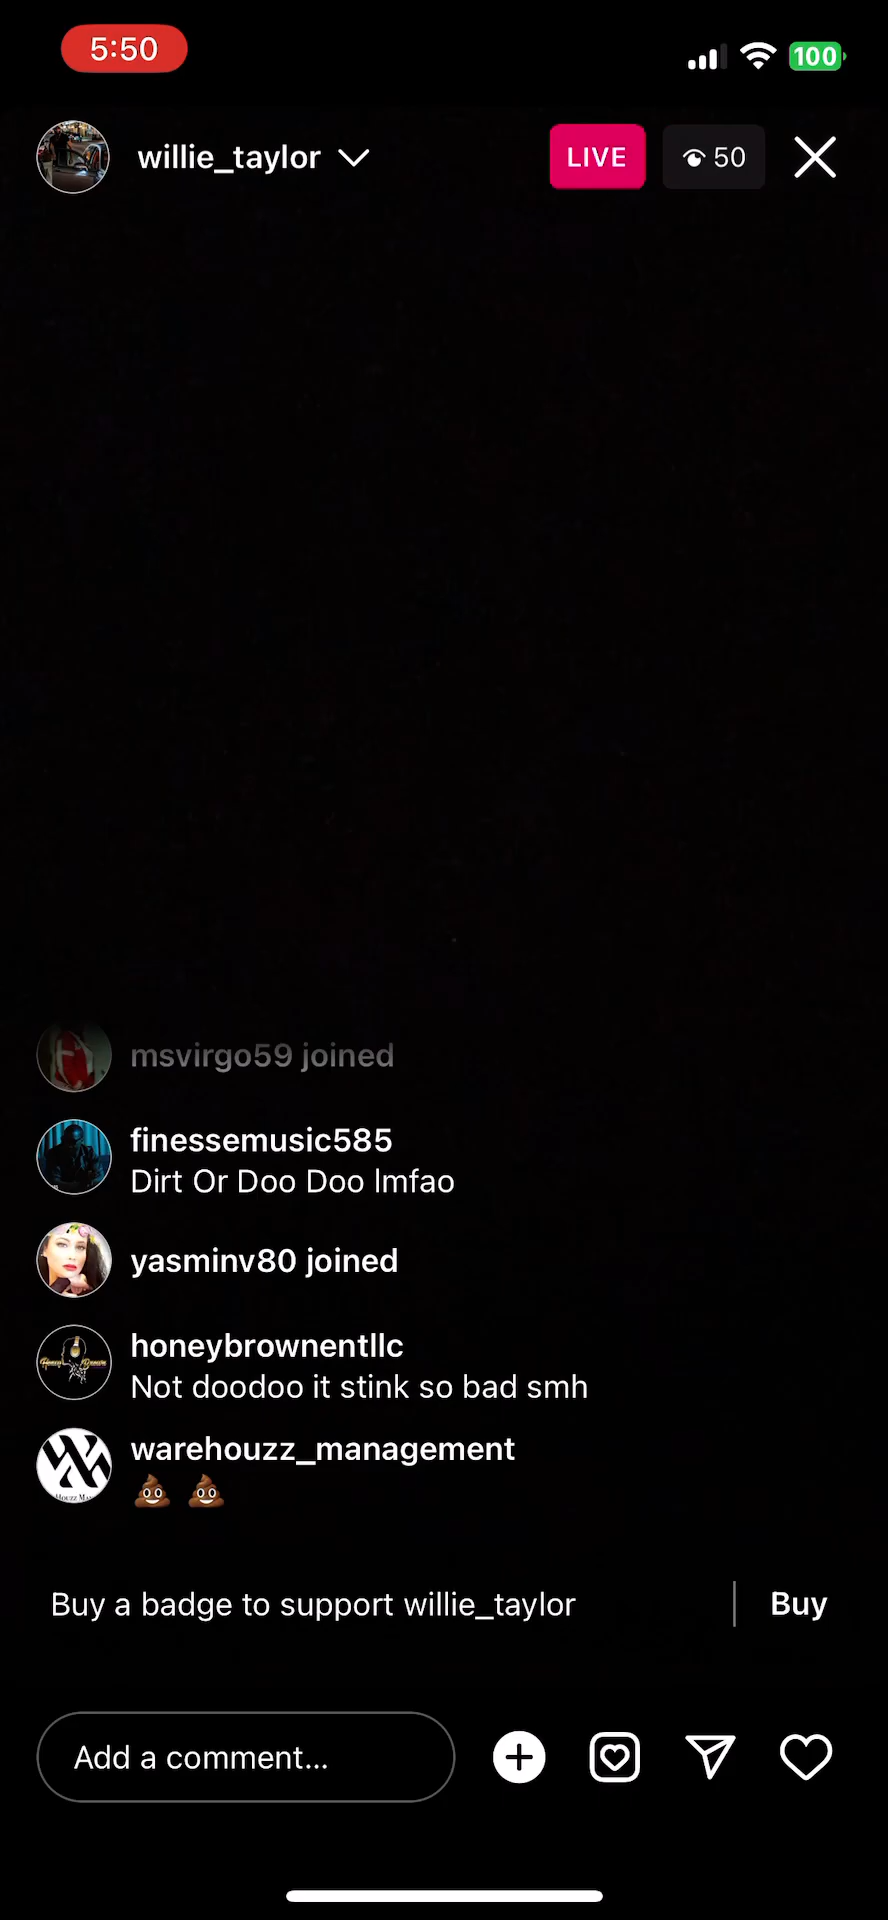 5:50
100
willie_taylor
LIVE
50
msvirgo59 joined
finessemusic585
Dirt Or Doo Doo lmfao
yasminv80 joined
honeybrownentllc
Not doodoo it stink so bad smh
warehouzz_management
💩 💩
Buy a badge to support willie_taylor
Buy
Add a comment...